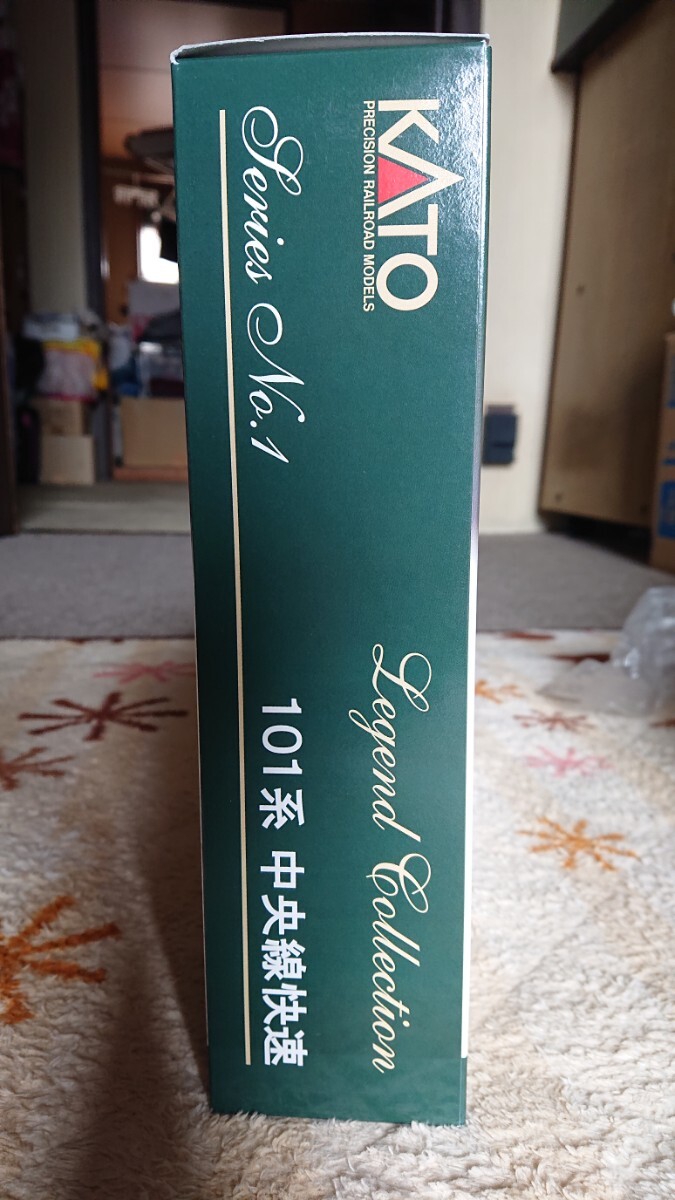 KATO
PRECISION RAILROAD MODELS
Legend Collection
Series No.1
101系 中央線快速